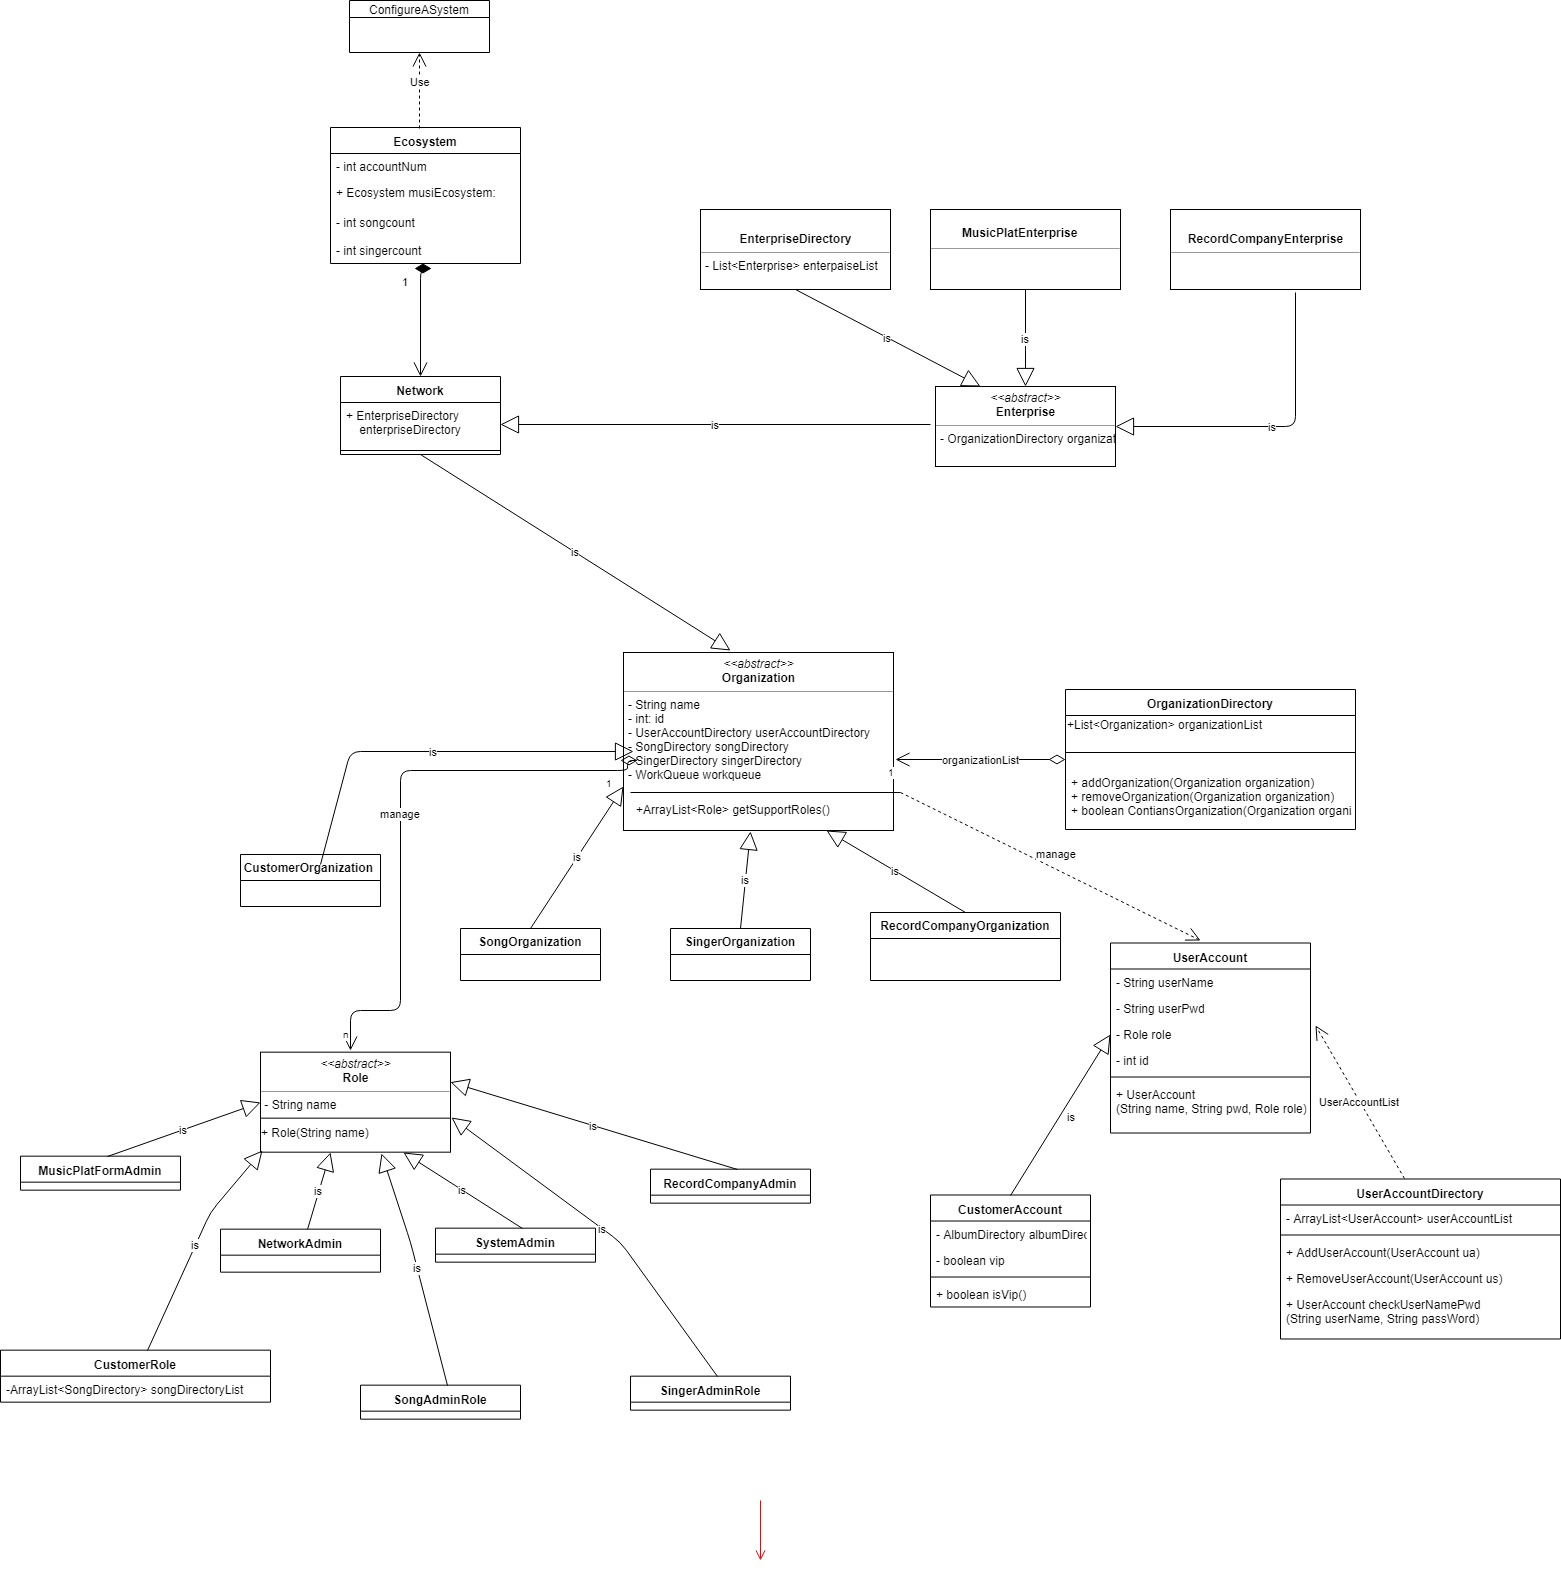 ConfigureASystem
Use
Ecosystem
- int accountNum
+ Ecosystem musiEcosystem:
- int songcount
- int singercount
1
EnterpriseDirectory
- List<Enterprise> enterpaiseList
MusicPlatEnterprise
RecordCompanyEnterprise
is
is
Network
+ EnterpriseDirectory
enterpriseDirectory
is
<<abstract>>
Enterprise
- OrganizationDirectory organizat
is
is
<<abstract>>
Organization
- String name
- int: id
- UserAccountDirectory userAccountDirectory
- SongDirectory songDirectory
SingerDirectory singerDirectory
- WorkQueue workqueue
+ArrayList<Role> getSupportRoles()
is
1
manage
organizationList
1
OrganizationDirectory
+List<Organization> organizationList
+ addOrganization(Organization organization)
+ removeOrganization(Organization organization)
+ boolean ContiansOrganization(Organization organi
manage
CustomerOrganization
is
is
is
SongOrganization
SingerOrganization
RecordCompanyOrganization
UserAccount
- String userName
- String userPwd
- Role role
- int id
+ UserAccount
(String name, String pwd, Role role)
n
<<abstract>>
Role
- String name
+ Role(String name)
is
is
is
UserAccountList
MusicPlatFormAdmin
RecordCompanyAdmin
is
is
is
NetworkAdmin
SystemAdmin
is
is
is
CustomerAccount
- AlbumDirectory albumDirec
- boolean vip
+ boolean isVip()
UserAccountDirectory
- ArrayList<UserAccount> userAccountList
+ AddUserAccount(UserAccount ua)
+ RemoveUserAccount(UserAccount us)
+ UserAccount checkUserNamePwd
(String userName, String passWord)
CustomerRole
-ArrayList<SongDirectory> songDirectoryList
SongAdminRole
SingerAdminRole